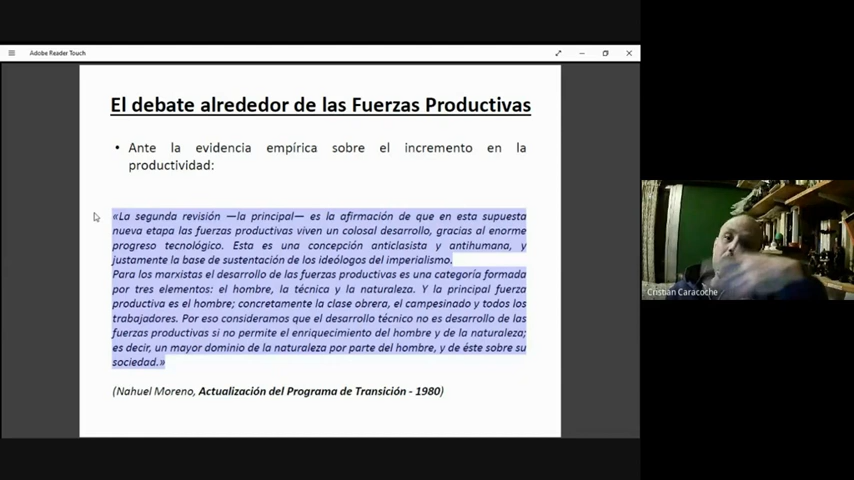 Adobe Reader Touch
El debate alrededor de las Fuerzas Productivas
• Ante la evidencia empírica sobre el incremento en la
productividad:
«La segunda revisión —la principal— es la afirmación de que en esta supuesta
nueva etapa las fuerzas productivas viven un colosal desarrollo, gracias al enorme
progreso tecnológico. Esta es una concepción anticlasista y antihumana, y
justamente la base de sustentación de los ideólogos del imperialismo.
Para los marxistas el desarrollo de las fuerzas productivas es una categoría formada
por tres elementos: el hombre, la técnica y la naturaleza. Y la principal fuerza
productiva es el hombre; concretamente la clase obrera, el campesinado y todos los
trabajadores. Por eso consideramos que el desarrollo técnico no es desarrollo de las
fuerzas productivas si no permite el enriquecimiento del hombre y de la naturaleza;
es decir, un mayor dominio de la naturaleza por parte del hombre, y de éste sobre su
sociedad.»
(Nahuel Moreno, Actualización del Programa de Transición - 1980)
Cristian Caracoche